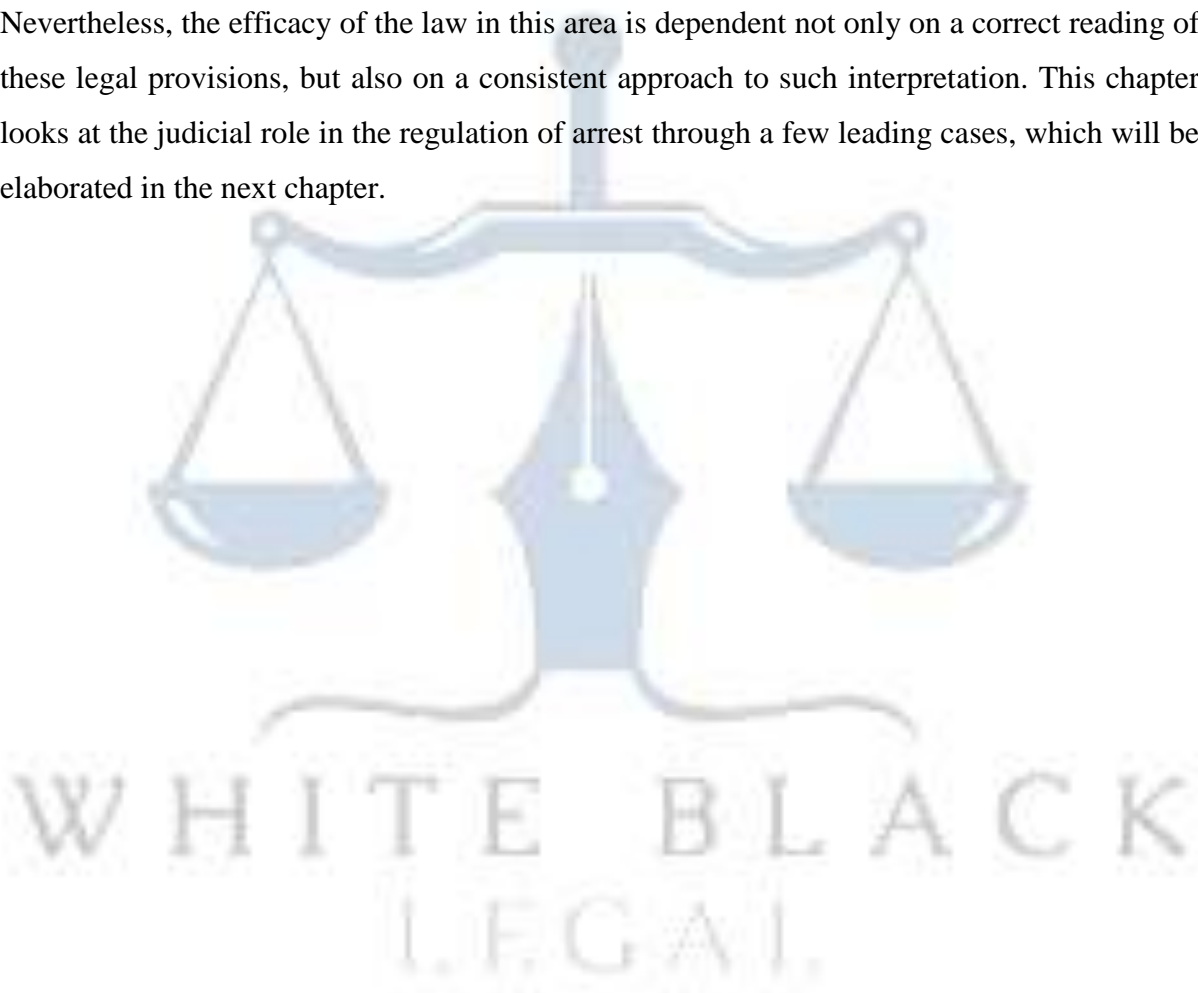 Nevertheless, the efficacy of the law in this area is dependent not only on a correct reading of
these legal provisions, but also on a consistent approach to such interpretation. This chapter
looks at the judicial role in the regulation of arrest through a few leading cases, which will be
elaborated in the next chapter.
WHITE BLACK
LEGAL